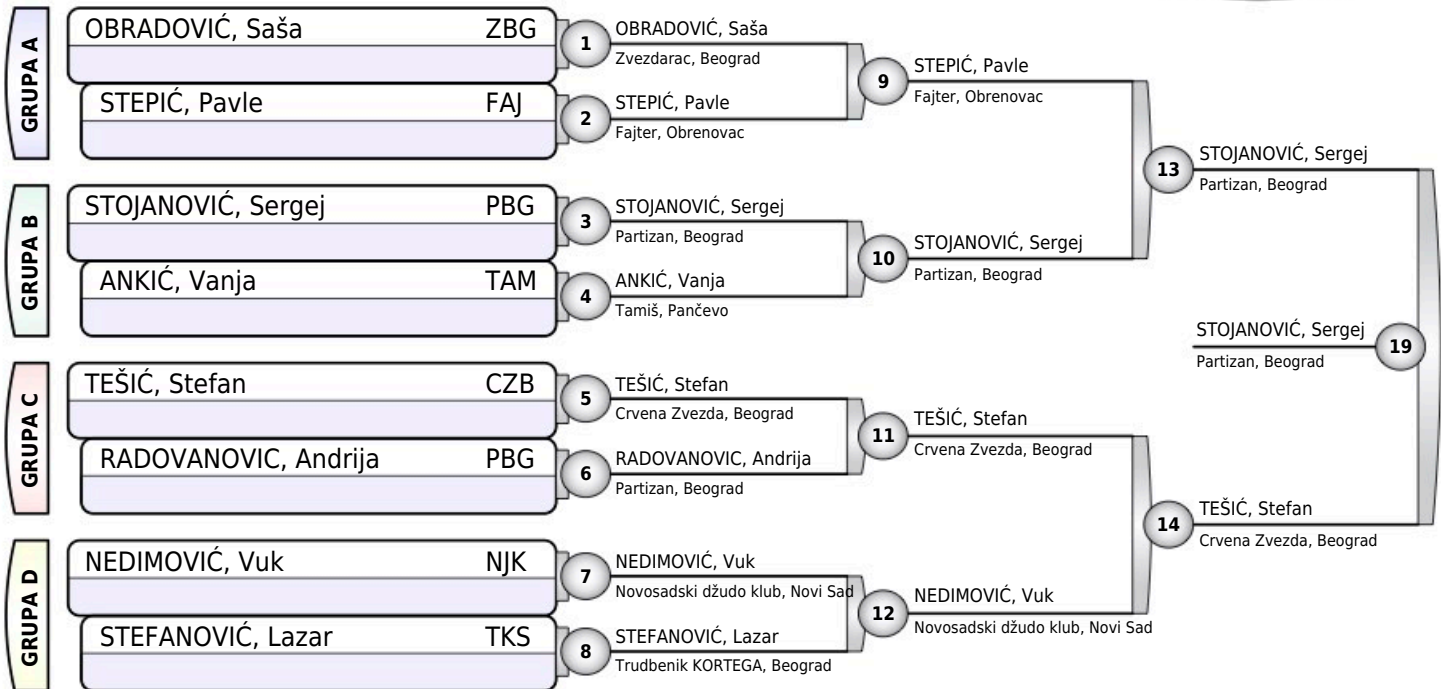 GRUPA A
OBRADOVIĆ, Saša ZBG
STEPIĆ, Pavle FAJ
GRUPA B
STOJANOVIĆ, Sergej PBG
ANKIĆ, Vanja TAM
GRUPA C
TEŠIĆ, Stefan CZB
RADOVANOVIC, Andrija PBG
GRUPA D
NEDIMOVIĆ, Vuk NJK
STEFANOVIĆ, Lazar TKS
1
OBRADOVIĆ, Saša
Zvezdarac, Beograd
2
STEPIĆ, Pavle
Fajter, Obrenovac
3
STOJANOVIĆ, Sergej
Partizan, Beograd
4
ANKIĆ, Vanja
Tamiš, Pančevo
5
TEŠIĆ, Stefan
Crvena Zvezda, Beograd
6
RADOVANOVIC, Andrija
Partizan, Beograd
7
NEDIMOVIĆ, Vuk
Novosadski džudo klub, Novi Sad
8
STEFANOVIĆ, Lazar
Trudbenik KORTEGA, Beograd
9
STEPIĆ, Pavle
Fajter, Obrenovac
10
STOJANOVIĆ, Sergej
Partizan, Beograd
11
TEŠIĆ, Stefan
Crvena Zvezda, Beograd
12
NEDIMOVIĆ, Vuk
Novosadski džudo klub, Novi Sad
13
STOJANOVIĆ, Sergej
Partizan, Beograd
14
TEŠIĆ, Stefan
Crvena Zvezda, Beograd
STOJANOVIĆ, Sergej
Partizan, Beograd
19